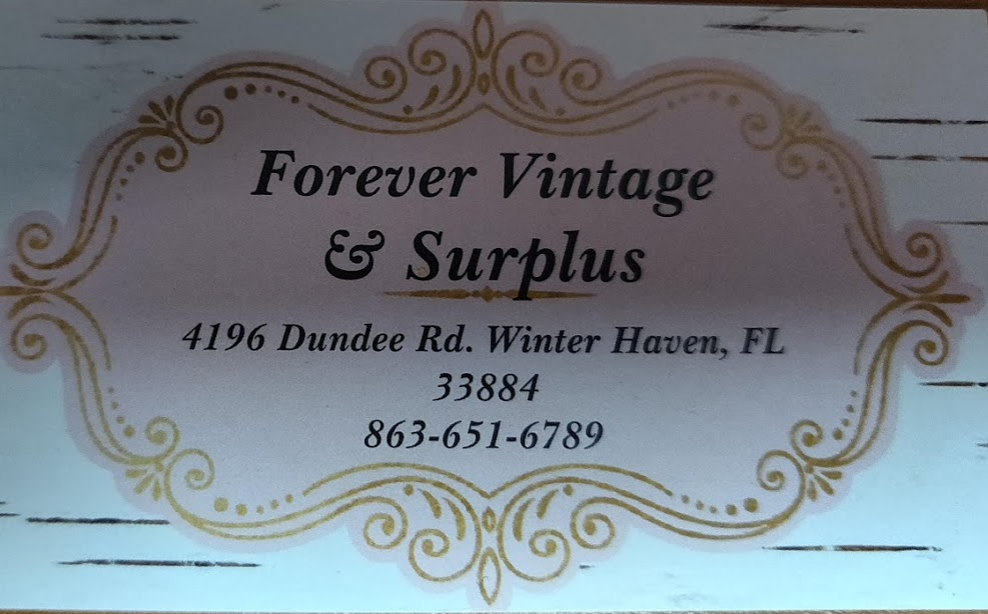 Forever Vintage
& Surplus
4196 Dundee Rd. Winter Haven, FL
33884
863-651-6789